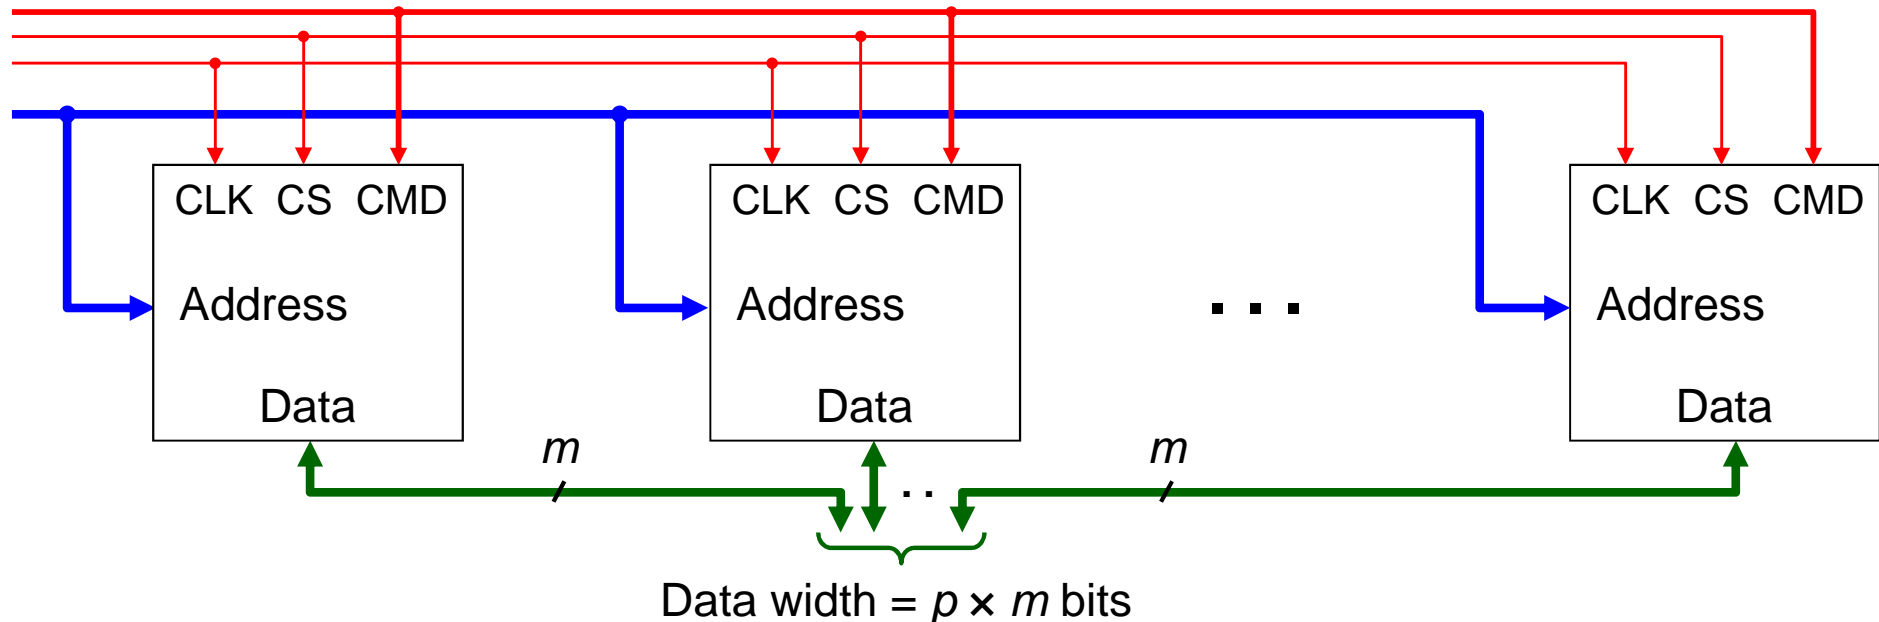 CLK CS CMD
Address
Data
CLK CS CMD
Address
Data
. . .
CLK CS CMD
Address
Data
m
. .
m
Data width = p × m bits